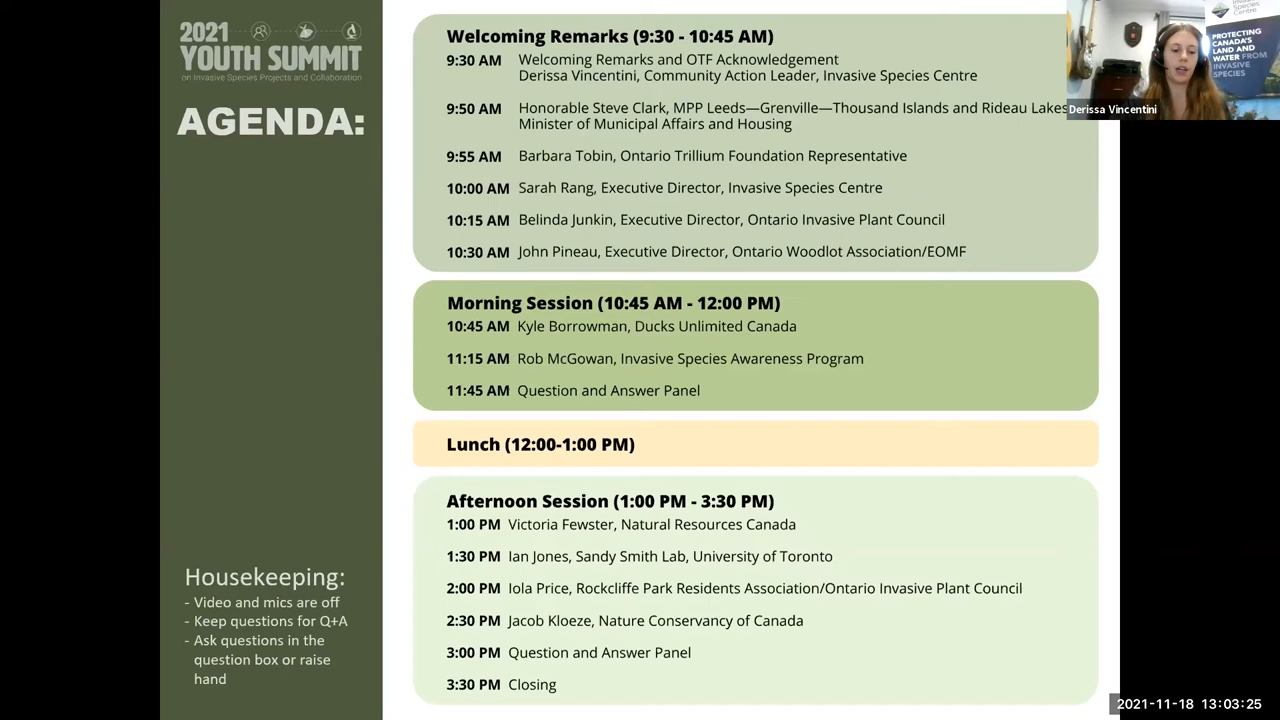 2021
YOUTH SUMMIT
on Invasive Species Projects and Collaboration
AGENDA:
Housekeeping:
- Video and mics are off
- Keep questions for Q+A
- Ask questions in the
question box or raise
hand
Welcoming Remarks (9:30 - 10:45 AM)
9:30 AM Welcoming Remarks and OTF Acknowledgement
Derissa Vincentini, Community Action Leader, Invasive Species Centre
9:50 AM Honorable Steve Clark, MPP Leeds—Grenville—Thousand Islands and Rideau Lakes
Minister of Municipal Affairs and Housing
9:55 AM Barbara Tobin, Ontario Trillium Foundation Representative
10:00 AM Sarah Rang, Executive Director, Invasive Species Centre
10:15 AM Belinda Junkin, Executive Director, Ontario Invasive Plant Council
10:30 AM John Pineau, Executive Director, Ontario Woodlot Association/EOMF
Morning Session (10:45 AM - 12:00 PM)
10:45 AM Kyle Borrowman, Ducks Unlimited Canada
11:15 AM Rob McGowan, Invasive Species Awareness Program
11:45 AM Question and Answer Panel
Lunch (12:00-1:00 PM)
Afternoon Session (1:00 PM - 3:30 PM)
1:00 PM Victoria Fewster, Natural Resources Canada
1:30 PM Ian Jones, Sandy Smith Lab, University of Toronto
2:00 PM Iola Price, Rockcliffe Park Residents Association/Ontario Invasive Plant Council
2:30 PM Jacob Kloeze, Nature Conservancy of Canada
3:00 PM Question and Answer Panel
3:30 PM Closing
Species
Centre
PROTECTING
CANADA'S
LAND AND
WATER FROM
INVASIVE
SPECIES
Derissa Vincentini
2021-11-18 13:03:25